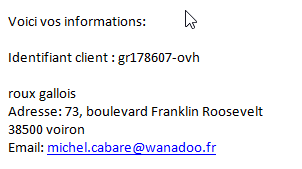 Voici vos informations:
Identifiant client : gr178607-ovh
roux gallois
Adresse: 73, boulevard Franklin Roosevelt
38500 voiron
Email: michel.cabare@wanadoo.fr